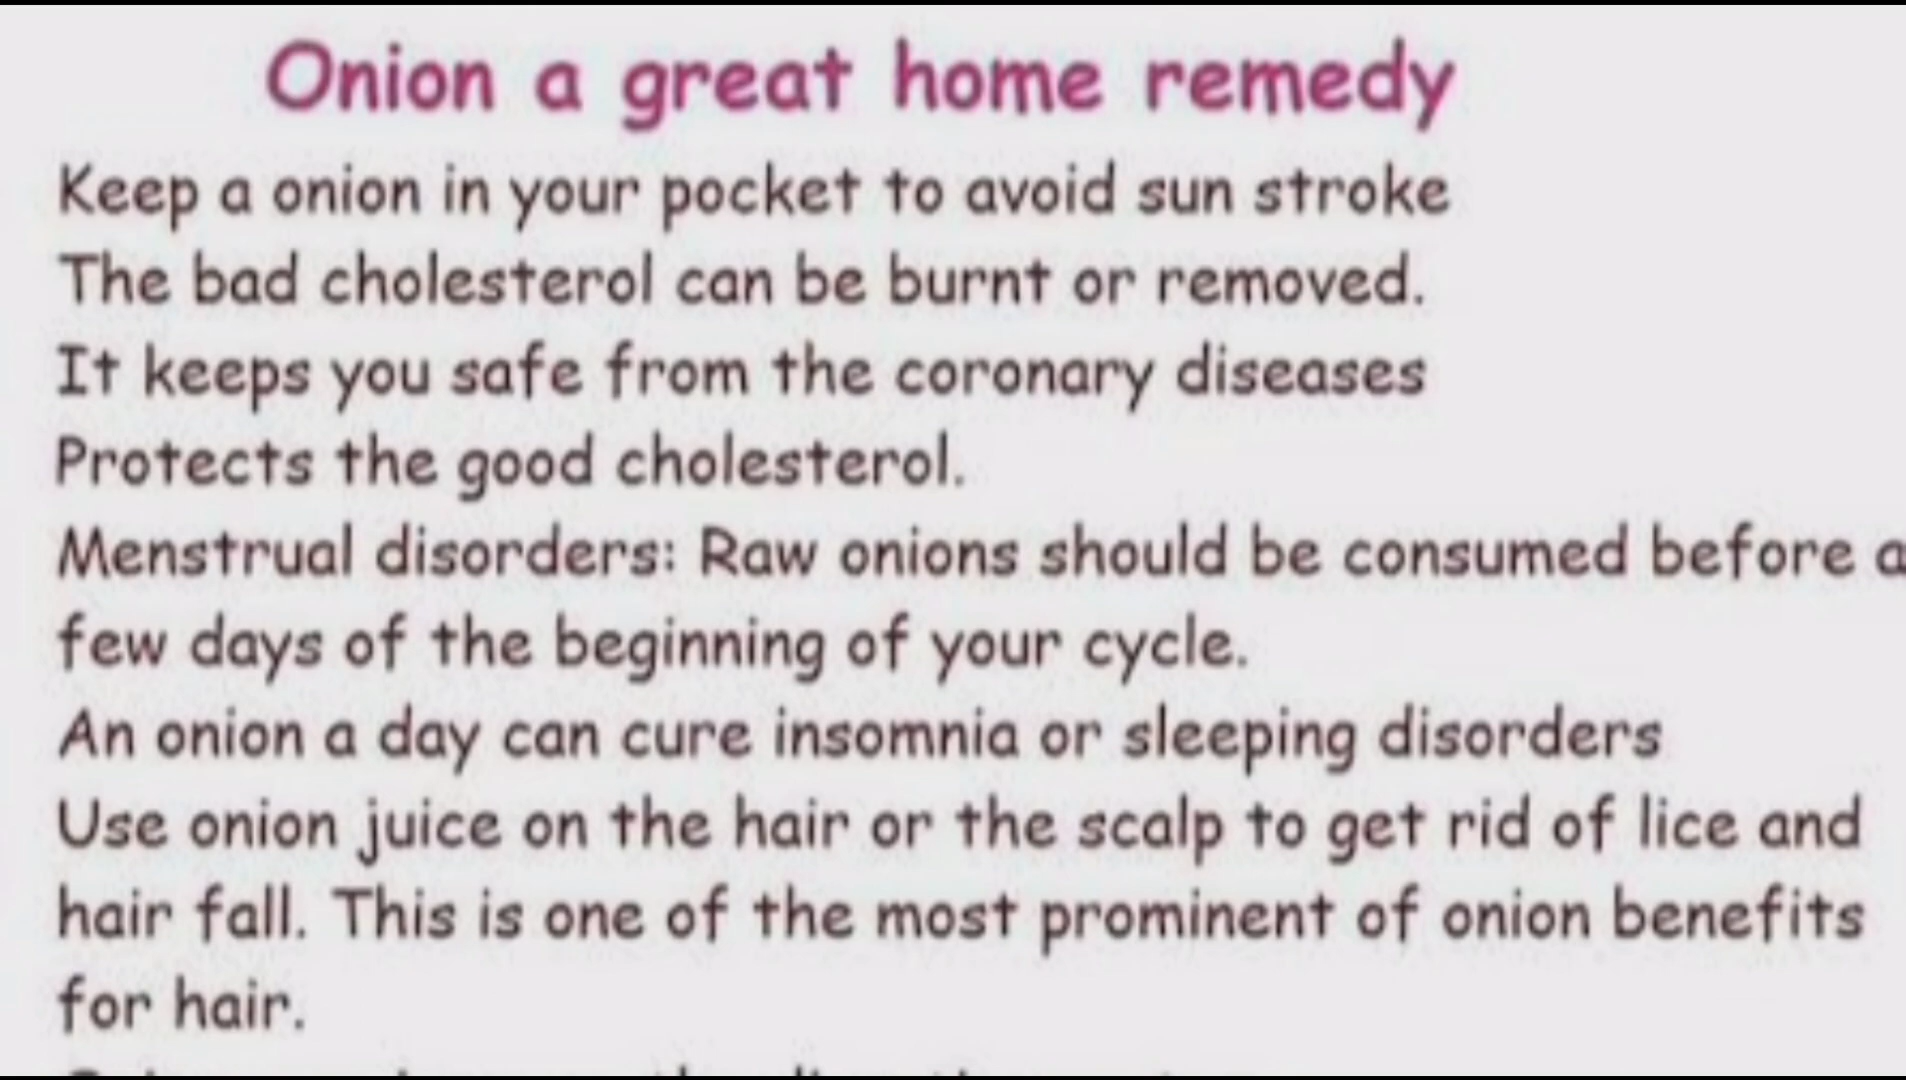 Onion a great home remedy
Keep a onion in your pocket to avoid sun stroke
The bad cholesterol can be burnt or removed.
It keeps you safe from the coronary diseases
Protects the good cholesterol.
Menstrual disorders: Raw onions should be consumed before a
few days of the beginning of your cycle.
An onion a day can cure insomnia or sleeping disorders
Use onion juice on the hair or the scalp to get rid of lice and
hair fall. This is one of the most prominent of onion benefits
for hair.